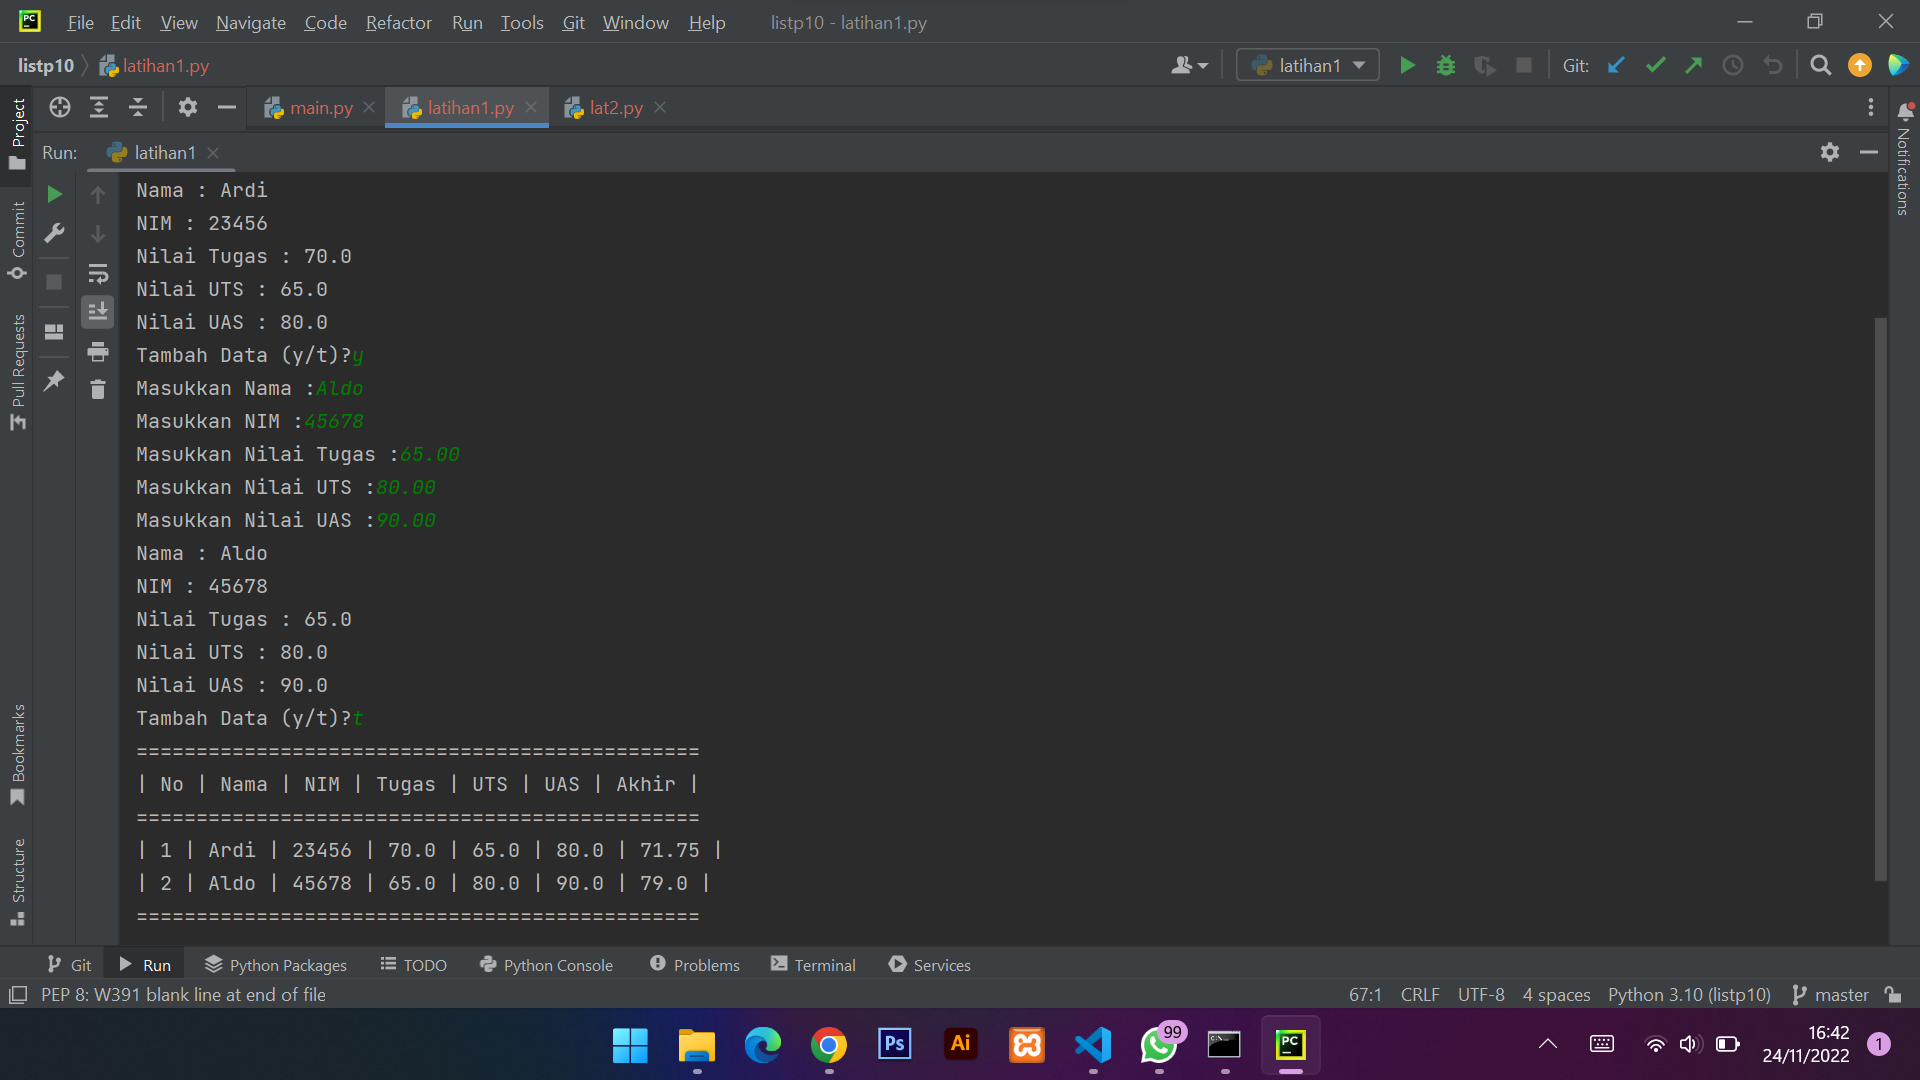 PC File Edit View Navigate Code Refactor Run Tools Git Window Help listp10 - latihan1.py
listp10 latihan1.py latihan1 Git:
Project
main.py latihan1.py lat2.py
Notifications
Run: latihan1
Commit
Pull Requests
Bookmarks
Structure
Nama : Ardi
NIM : 23456
Nilai Tugas : 70.0
Nilai UTS : 65.0
Nilai UAS : 80.0
Tambah Data (y/t)?y
Masukkan Nama :Aldo
Masukkan NIM :45678
Masukkan Nilai Tugas :65.00
Masukkan Nilai UTS :80.00
Masukkan Nilai UAS :90.00
Nama : Aldo
NIM : 45678
Nilai Tugas : 65.0
Nilai UTS : 80.0
Nilai UAS : 90.0
Tambah Data (y/t)?t
===============================================
| No | Nama | NIM | Tugas | UTS | UAS | Akhir |
===============================================
| 1 | Ardi | 23456 | 70.0 | 65.0 | 80.0 | 71.75 |
| 2 | Aldo | 45678 | 65.0 | 80.0 | 90.0 | 79.0 |
===============================================
Git Run Python Packages TODO Python Console Problems Terminal Services
PEP 8: W391 blank line at end of file 67:1 CRLF UTF-8 4 spaces Python 3.10 (listp10) master
Ps Ai 99 PC 16:42
24/11/2022 1